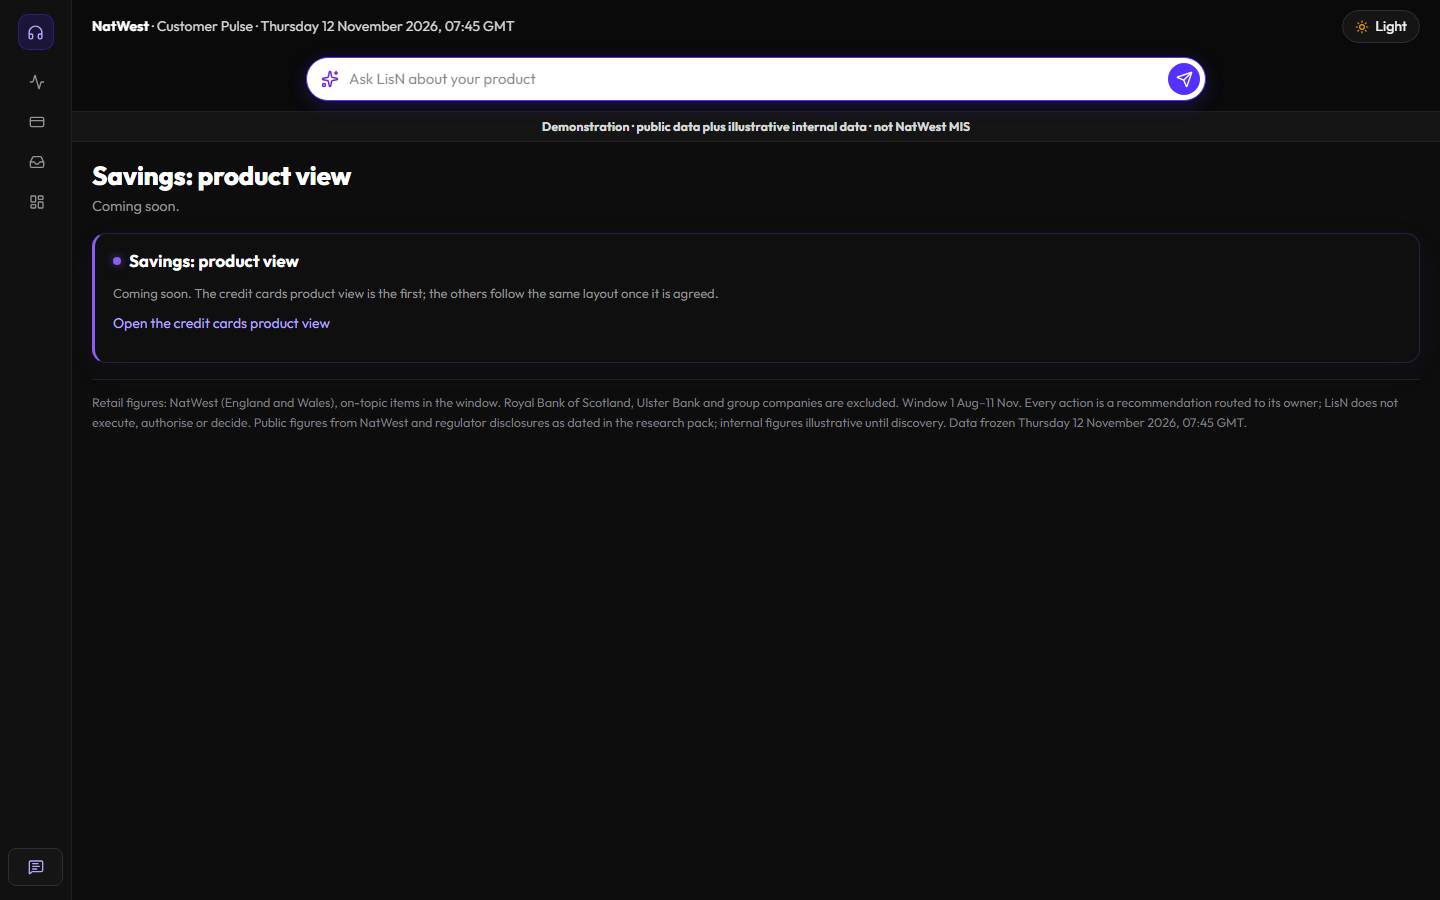 NatWest · Customer Pulse · Thursday 12 November 2026, 07:45 GMT
Light
Ask LisN about your product
Demonstration · public data plus illustrative internal data · not NatWest MIS
Savings: product view
Coming soon.
Savings: product view
Coming soon. The credit cards product view is the first; the others follow the same layout once it is agreed.
Open the credit cards product view
Retail figures: NatWest (England and Wales), on-topic items in the window. Royal Bank of Scotland, Ulster Bank and group companies are excluded. Window 1 Aug–11 Nov. Every action is a recommendation routed to its owner; LisN does not
execute, authorise or decide. Public figures from NatWest and regulator disclosures as dated in the research pack; internal figures illustrative until discovery. Data frozen Thursday 12 November 2026, 07:45 GMT.